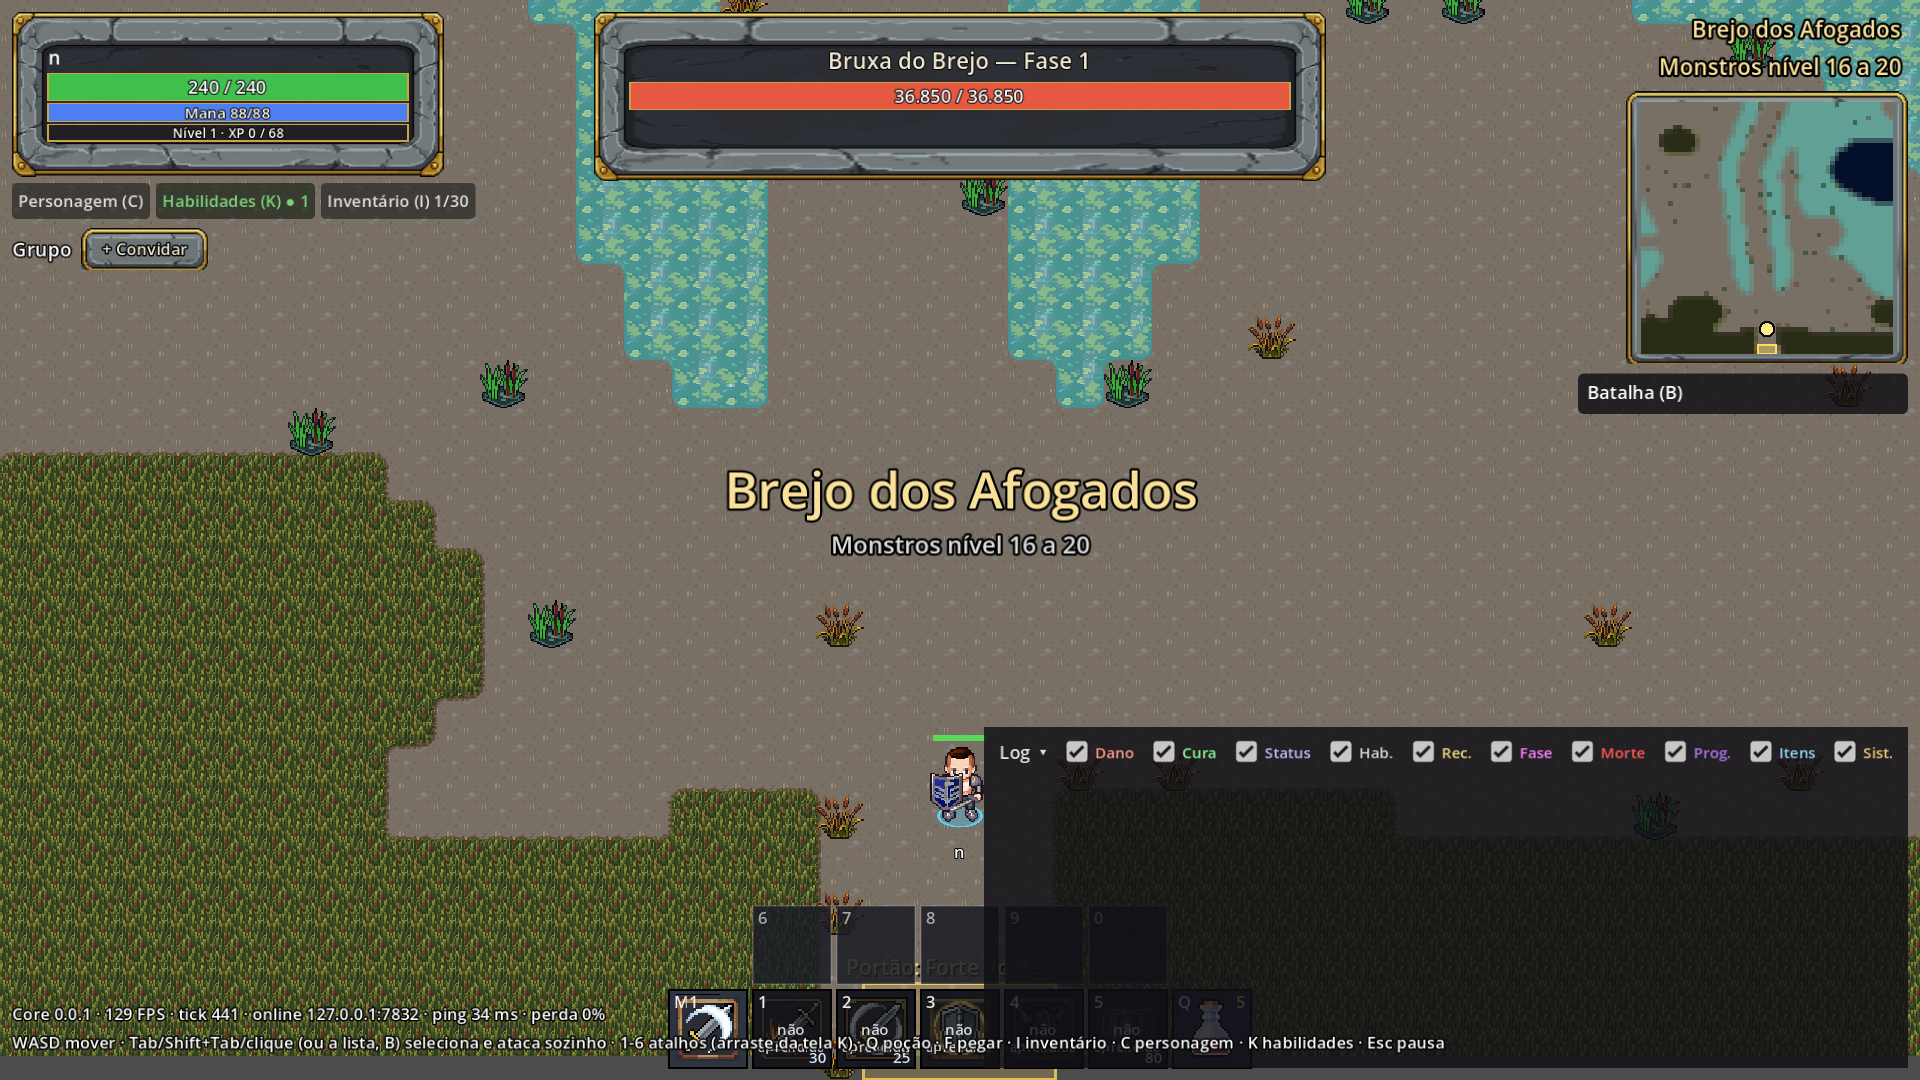 n
240 / 240
Mana 88/88
Nível 1 · XP 0 / 68
Personagem (C)
Habilidades (K) ● 1
Inventário (I) 1/30
Grupo
+ Convidar
Bruxa do Brejo — Fase 1
36.850 / 36.850
Brejo dos Afogados
Monstros nível 16 a 20
Batalha (B)
Brejo dos Afogados
Monstros nível 16 a 20
Log
Dano
Cura
Status
Hab.
Rec.
Fase
Morte
Prog.
Itens
Sist.
n
6
7
8
9
0
Portão: Forte do
M1
1
não
30
2
não
25
3
não
4
não
5
não
80
Q
5
Core 0.0.1 · 129 FPS · tick 441 · online 127.0.0.1:7832 · ping 34 ms · perda 0%
WASD mover · Tab/Shift+Tab/clique (ou a lista, B) seleciona e ataca sozinho · 1-6 atalhos (arraste da tela K) · Q poção · F pegar · I inventário · C personagem · K habilidades · Esc pausa